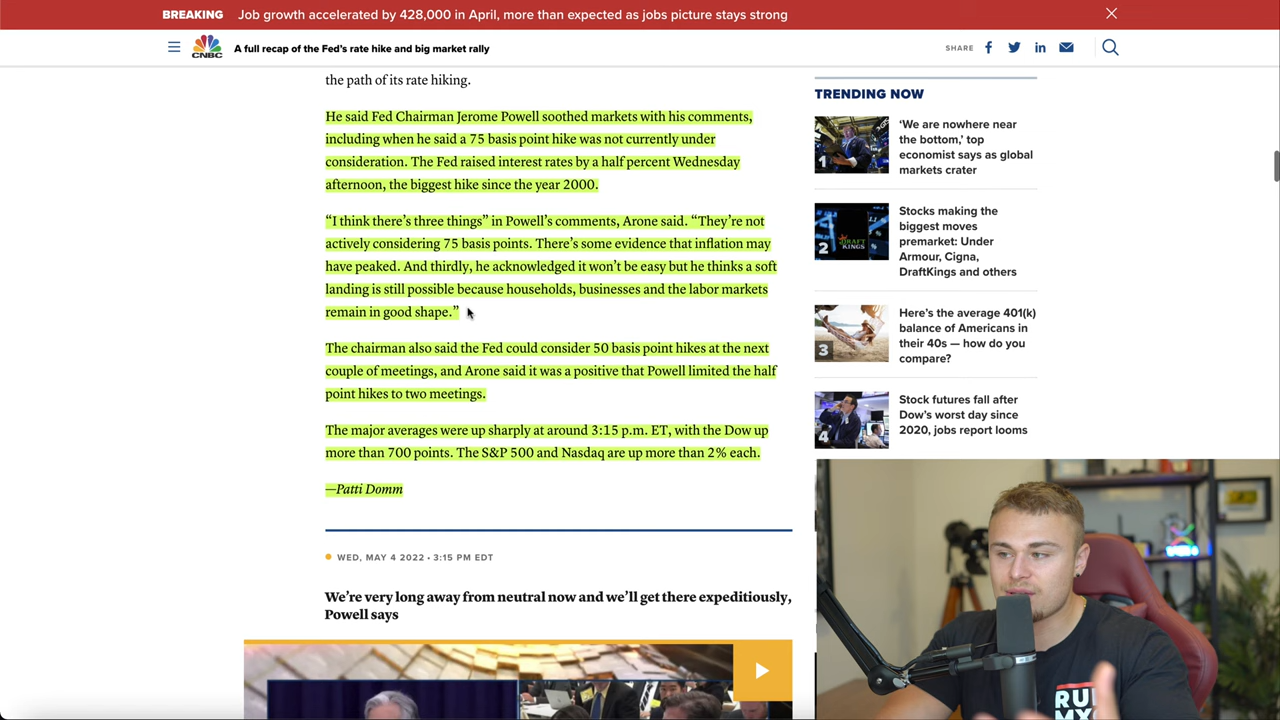 BREAKING Job growth accelerated by 428,000 in April, more than expected as jobs picture stays strong
CNBC
A full recap of the Fed's rate hike and big market rally
SHARE
the path of its rate hiking.
He said Fed Chairman Jerome Powell soothed markets with his comments,
including when he said a 75 basis point hike was not currently under
consideration. The Fed raised interest rates by a half percent Wednesday
afternoon, the biggest hike since the year 2000.
“I think there’s three things” in Powell’s comments, Arone said. “They’re not
actively considering 75 basis points. There’s some evidence that inflation may
have peaked. And thirdly, he acknowledged it won’t be easy but he thinks a soft
landing is still possible because households, businesses and the labor markets
remain in good shape.”
The chairman also said the Fed could consider 50 basis point hikes at the next
couple of meetings, and Arone said it was a positive that Powell limited the half
point hikes to two meetings.
The major averages were up sharply at around 3:15 p.m. ET, with the Dow up
more than 700 points. The S&P 500 and Nasdaq are up more than 2% each.
—Patti Domm
WED, MAY 4 2022 • 3:15 PM EDT
We’re very long away from neutral now and we’ll get there expeditiously,
Powell says
TRENDING NOW
1
‘We are nowhere near
the bottom,’ top
economist says as global
markets crater
DRAFT
KINGS
2
Stocks making the
biggest moves
premarket: Under
Armour, Cigna,
DraftKings and others
3
Here’s the average 401(k)
balance of Americans in
their 40s — how do you
compare?
4
Stock futures fall after
Dow’s worst day since
2020, jobs report looms